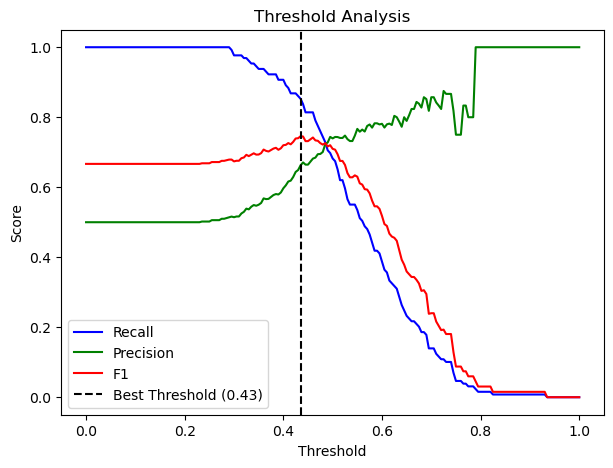 Threshold Analysis
1.0
0.8
0.6
0.4
0.2
0.0
Score
Recall
Precision
F1
Best Threshold (0.43)
0.0 0.2 0.4 0.6 0.8 1.0
Threshold